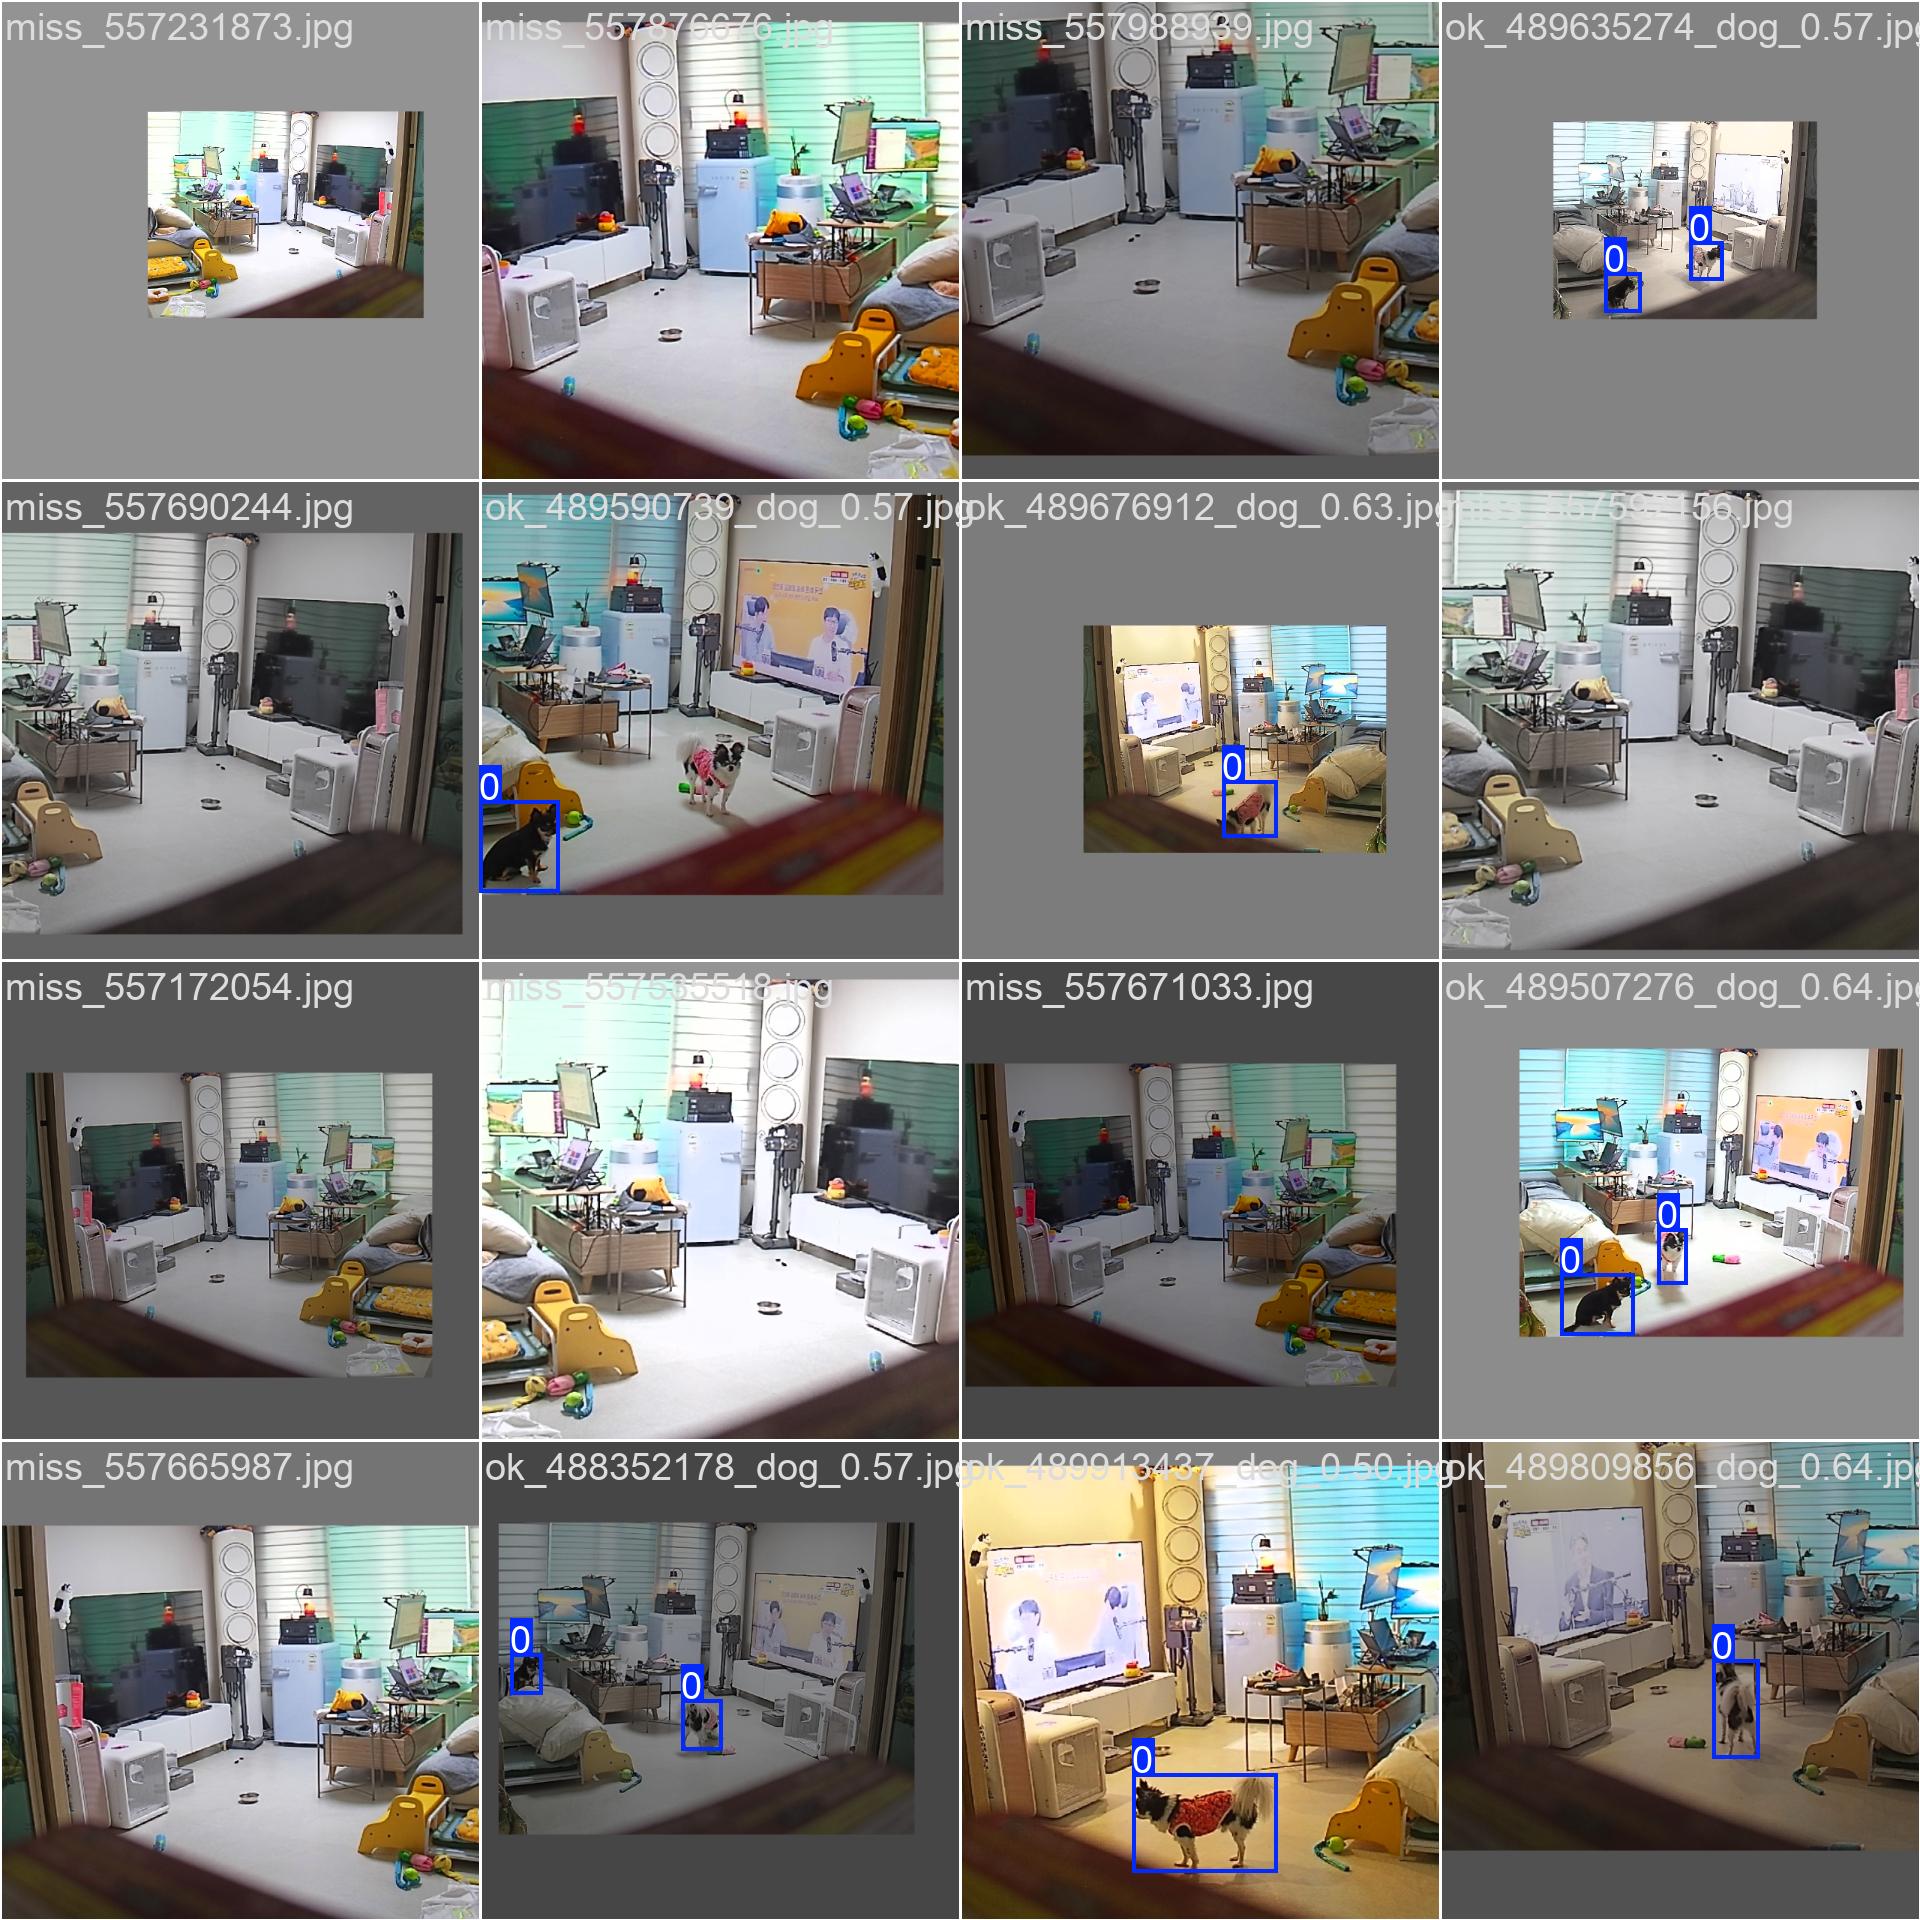 miss_557231873.jpg
miss_557876676.jpg
miss_557988939.jpg
ok_489635274_dog_0.57.jpg
0
0
miss_557690244.jpg
ok_489590739_dog_0.57.jpg
ok_489676912_dog_0.63.jpg
0
0
miss_557172054.jpg
miss_557535518.jpg
miss_557671033.jpg
ok_489507276_dog_0.64.jpg
0
0
miss_557665987.jpg
ok_488352178_dog_0.57.jpg
ok_489913437_dog_0.50.jpg
ok_489809856_dog_0.64.jpg
0
0
0
0